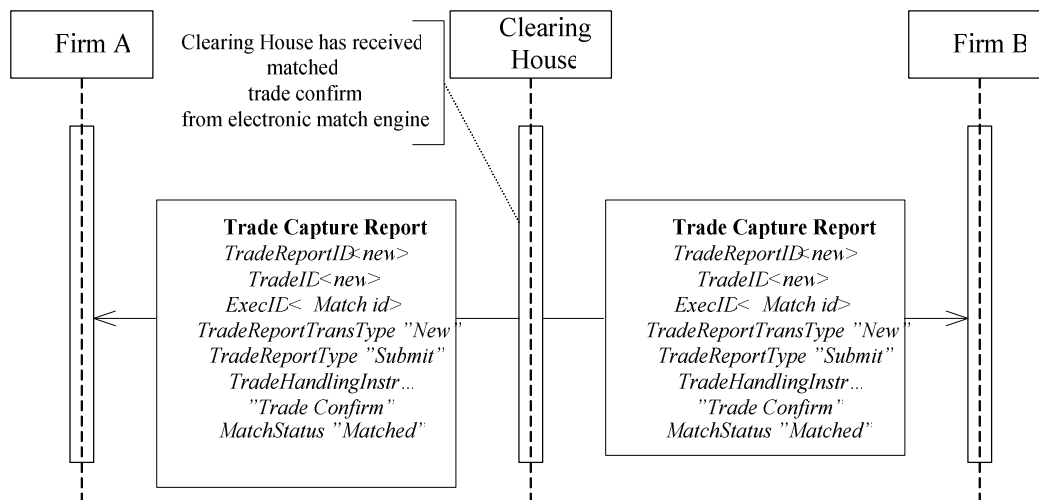 Firm A
Clearing House has received
matched
trade confirm
from electronic match engine
Clearing
House
Firm B
Trade Capture Report
TradeReportID<new>
TradeID<new>
ExecID< Match id>
TradeReportTransType "New"
TradeReportType "Submit"
TradeHandlingInstr...
"Trade Confirm"
MatchStatus "Matched"
Trade Capture Report
TradeReportID<new>
TradeID<new>
ExecID< Match id>
TradeReportTransType "New"
TradeReportType "Submit"
TradeHandlingInstr...
"Trade Confirm"
MatchStatus "Matched"